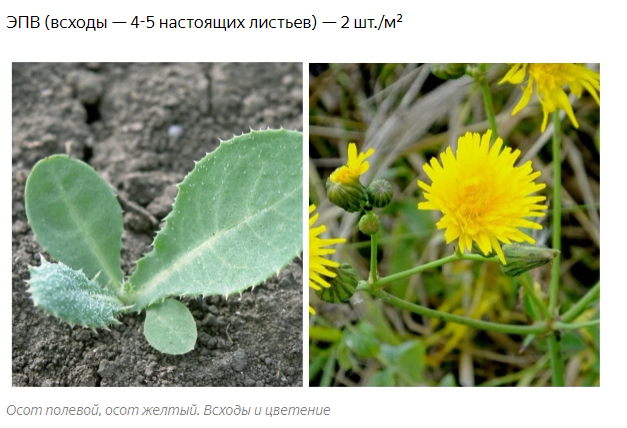 ЭПВ (всходы — 4-5 настоящих листьев) — 2 шт./м²
Осот полевой, осот желтый. Всходы и цветение